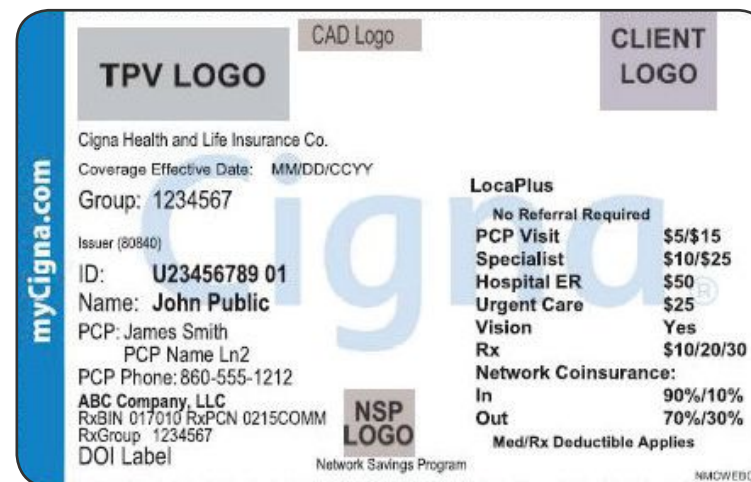 myCigna.com
TPV LOGO
CAD Logo
CLIENT
LOGO
Cigna
®
Cigna Health and Life Insurance Co.
Coverage Effective Date: MM/DD/CCYY
Group: 1234567
Issuer (80840)
ID: U23456789 01
Name: John Public
PCP: James Smith
PCP Name Ln2
PCP Phone: 860-555-1212
ABC Company, LLC
RxBIN 017010 RxPCN 0215COMM
RxGroup 1234567
DOI Label
NSP
LOGO
Network Savings Program
LocaPlus
No Referral Required
PCP Visit $5/$15
Specialist $10/$25
Hospital ER $50
Urgent Care $25
Vision Yes
Rx $10/20/30
Network Coinsurance:
In 90%/10%
Out 70%/30%
Med/Rx Deductible Applies